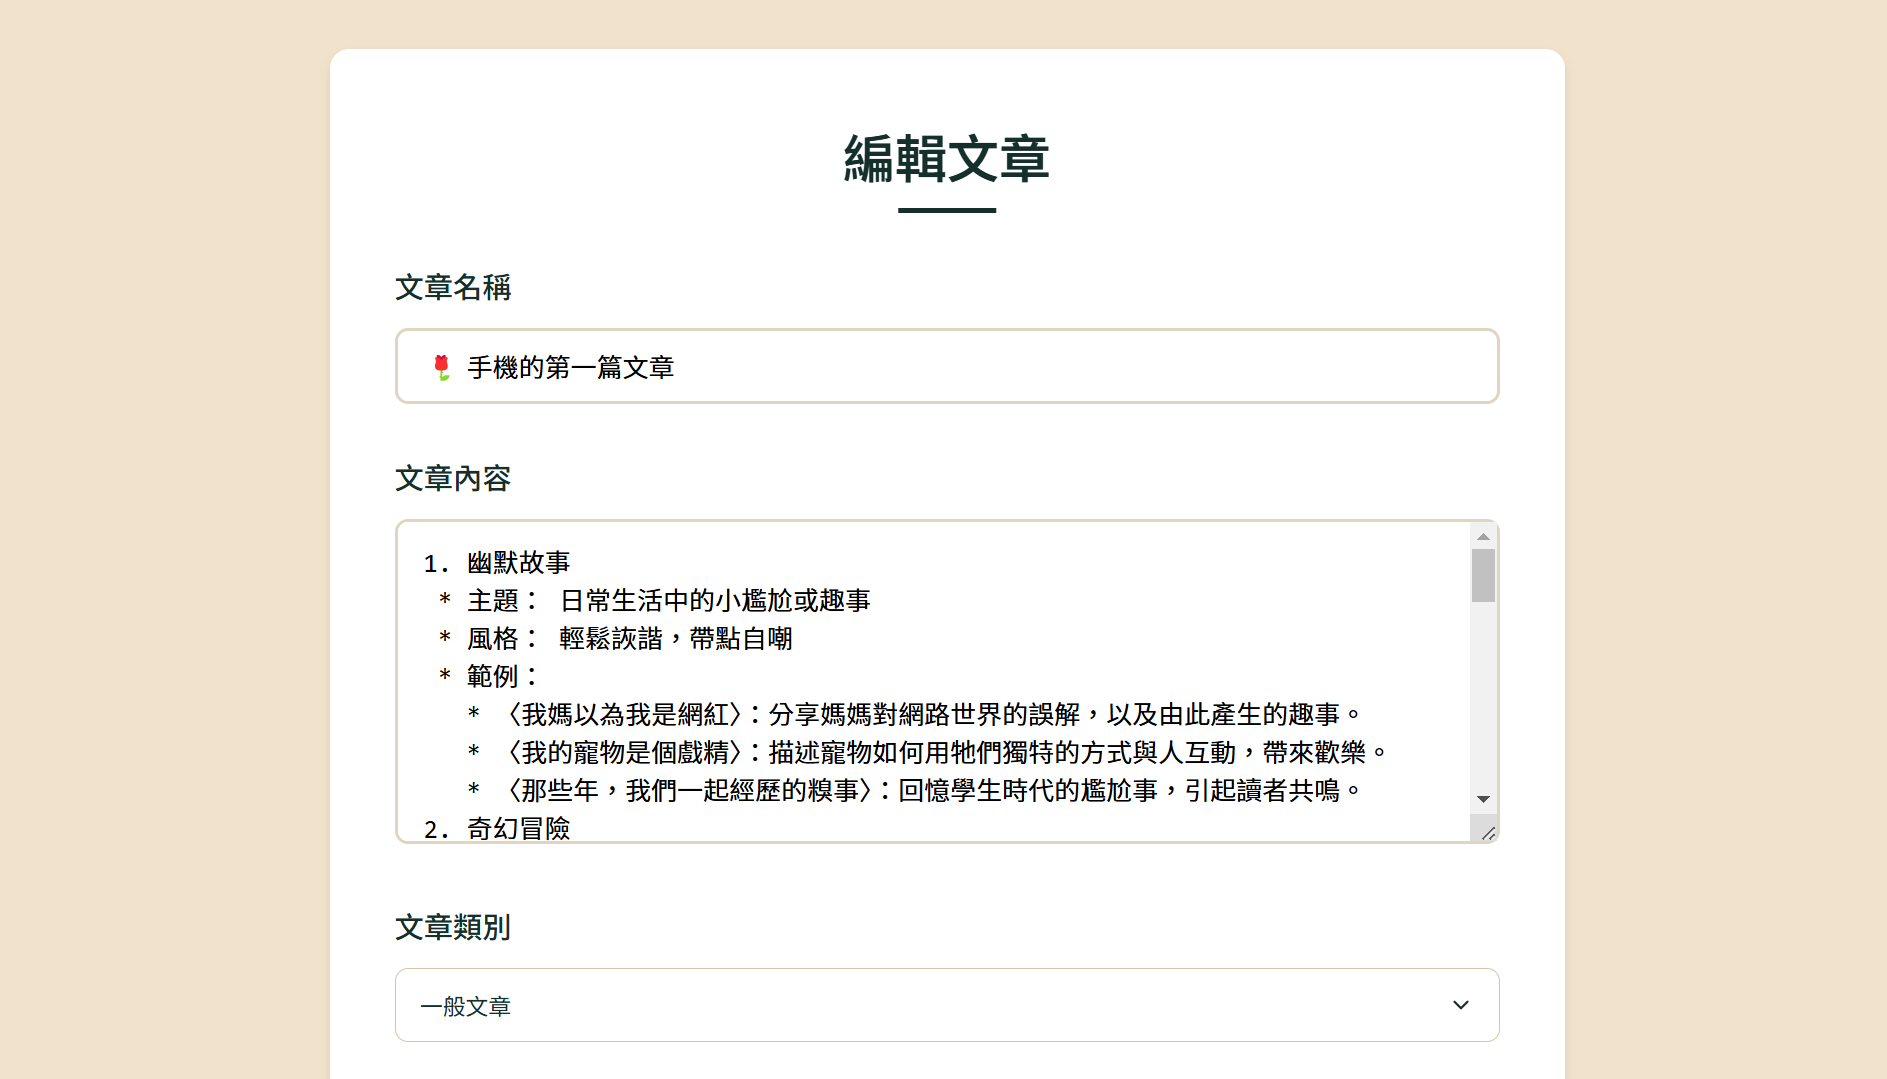 編輯文章
文章名稱
🌹 手機的第一篇文章
文章內容
1. 幽默故事
 * 主題： 日常生活中的小尷尬或趣事
 * 風格： 輕鬆詼諧，帶點自嘲
 * 範例：
   * 〈我媽以為我是網紅〉：分享媽媽對網路世界的誤解，以及由此產生的趣事。
   * 〈我的寵物是個戲精〉：描述寵物如何用牠們獨特的方式與人互動，帶來歡樂。
   * 〈那些年，我們一起經歷的糗事〉：回憶學生時代的尷尬事，引起讀者共鳴。
2. 奇幻冒險
文章類別
一般文章